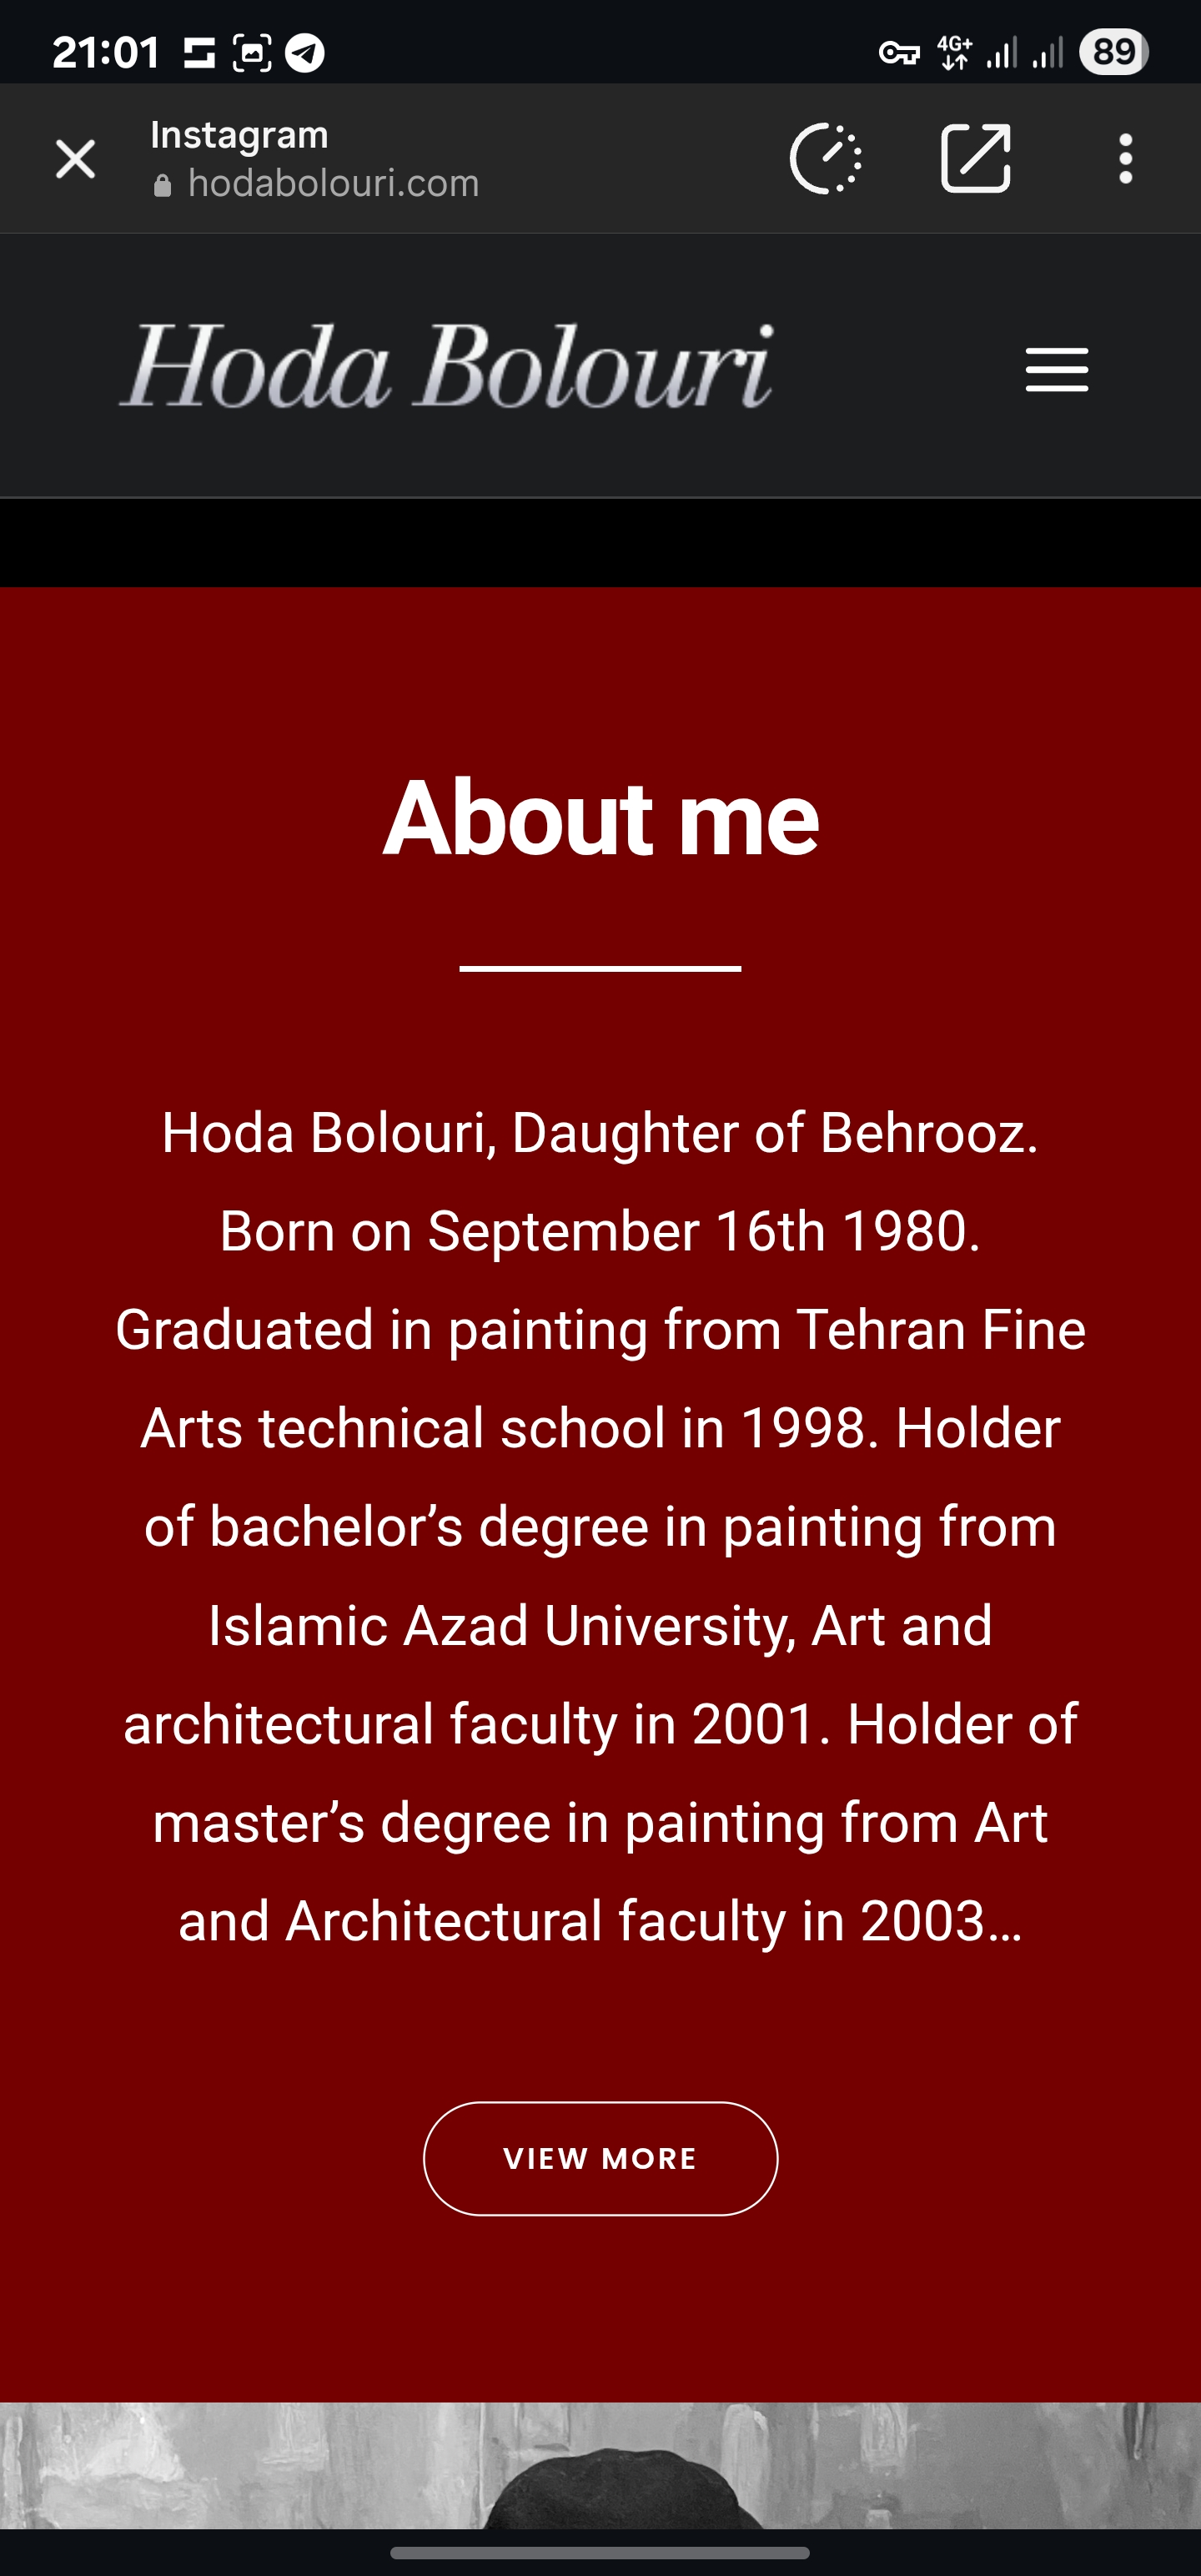 21:01
4G+
89
Instagram
hodabolouri.com
Hoda Bolouri
About me
Hoda Bolouri, Daughter of Behrooz.
Born on September 16th 1980.
Graduated in painting from Tehran Fine
Arts technical school in 1998. Holder
of bachelor’s degree in painting from
Islamic Azad University, Art and
architectural faculty in 2001. Holder of
master’s degree in painting from Art
and Architectural faculty in 2003...
VIEW MORE